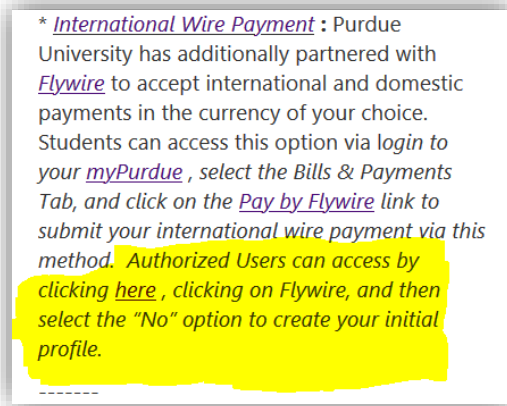 * International Wire Payment : Purdue
University has additionally partnered with
Flywire to accept international and domestic
payments in the currency of your choice.
Students can access this option via login to
your myPurdue , select the Bills & Payments
Tab, and click on the Pay by Flywire link to
submit your international wire payment via this
method.  Authorized Users can access by
clicking here , clicking on Flywire, and then
select the “No” option to create your initial
profile.
-------